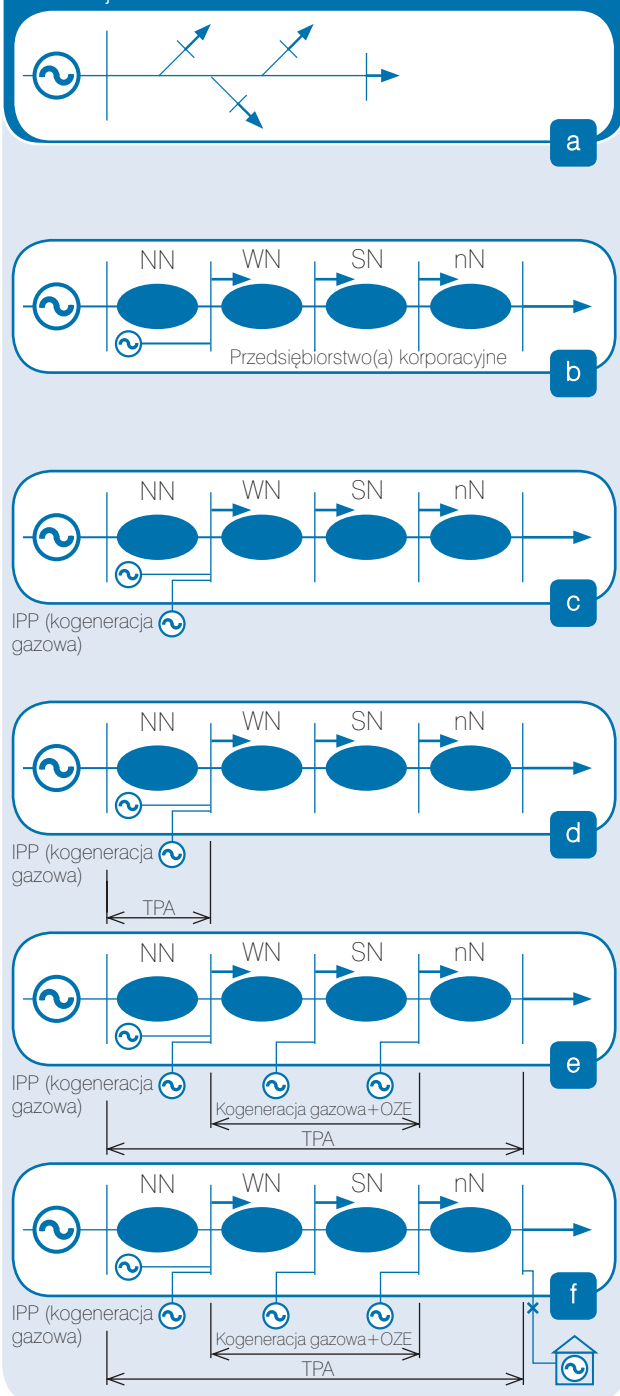 a
NN WN SN nN
Przedsiębiorstwo(a) korporacyjne
b
NN WN SN nN
c
IPP (kogeneracja
gazowa)
NN WN SN nN
d
IPP (kogeneracja
gazowa)
TPA
NN WN SN nN
e
IPP (kogeneracja
gazowa)
Kogeneracja gazowa+OZE
TPA
NN WN SN nN
f
IPP (kogeneracja
gazowa)
Kogeneracja gazowa+OZE
TPA